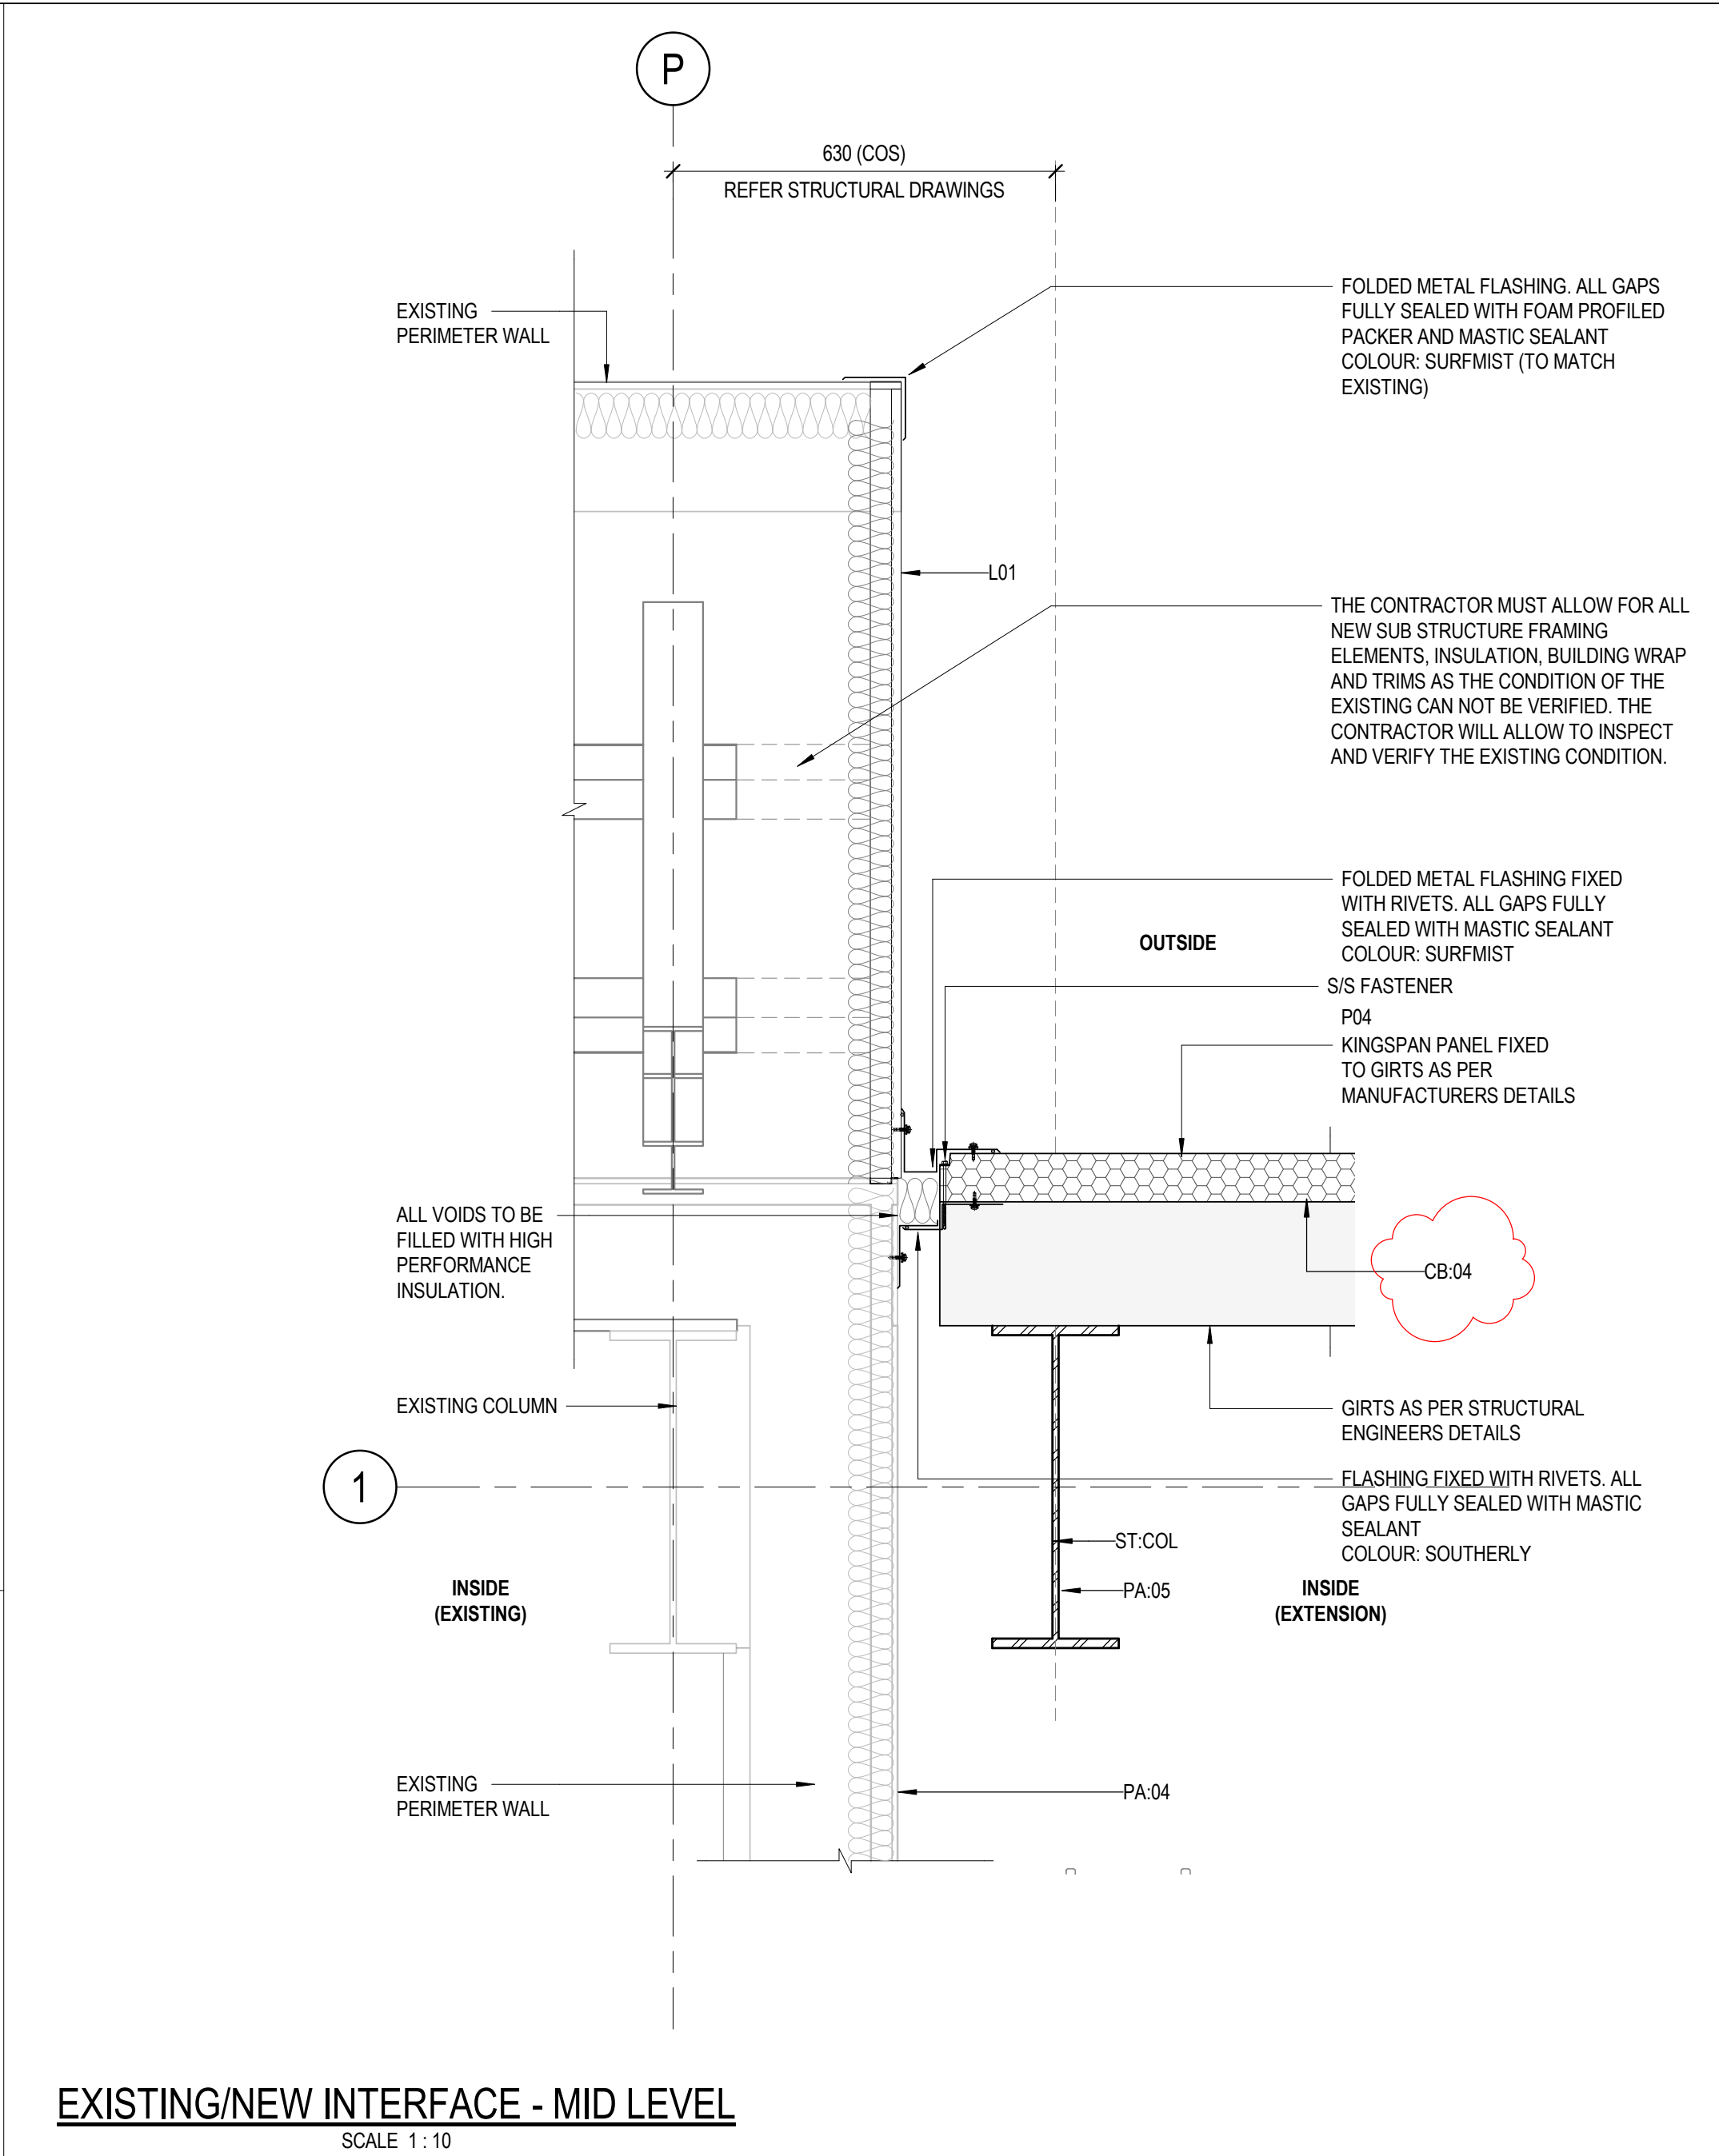 P
630 (COS)
REFER STRUCTURAL DRAWINGS
EXISTING
PERIMETER WALL
FOLDED METAL FLASHING. ALL GAPS
FULLY SEALED WITH FOAM PROFILED
PACKER AND MASTIC SEALANT
COLOUR: SURFMIST (TO MATCH
EXISTING)
L01
THE CONTRACTOR MUST ALLOW FOR ALL
NEW SUB STRUCTURE FRAMING
ELEMENTS, INSULATION, BUILDING WRAP
AND TRIMS AS THE CONDITION OF THE
EXISTING CAN NOT BE VERIFIED. THE
CONTRACTOR WILL ALLOW TO INSPECT
AND VERIFY THE EXISTING CONDITION.
FOLDED METAL FLASHING FIXED
WITH RIVETS. ALL GAPS FULLY
SEALED WITH MASTIC SEALANT
COLOUR: SURFMIST
OUTSIDE
S/S FASTENER
P04
KINGSPAN PANEL FIXED
TO GIRTS AS PER
MANUFACTURERS DETAILS
ALL VOIDS TO BE
FILLED WITH HIGH
PERFORMANCE
INSULATION.
CB:04
EXISTING COLUMN
GIRTS AS PER STRUCTURAL
ENGINEERS DETAILS
1
FLASHING FIXED WITH RIVETS. ALL
GAPS FULLY SEALED WITH MASTIC
SEALANT
COLOUR: SOUTHERLY
ST:COL
PA:05
INSIDE
(EXISTING)
INSIDE
(EXTENSION)
EXISTING
PERIMETER WALL
PA:04
EXISTING/NEW INTERFACE - MID LEVEL
SCALE 1 : 10